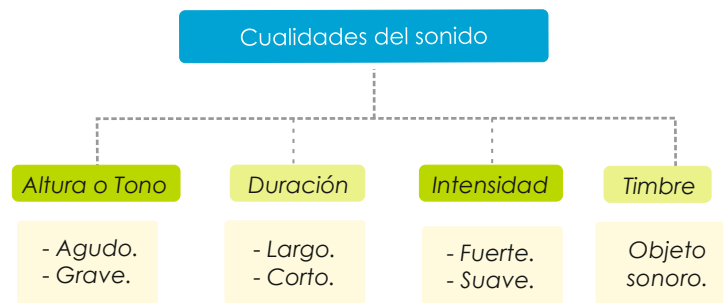 Cualidades del sonido
Altura o Tono
Duración
Intensidad
Timbre
- Agudo.
- Grave.
- Largo.
- Corto.
- Fuerte.
- Suave.
Objeto
sonoro.